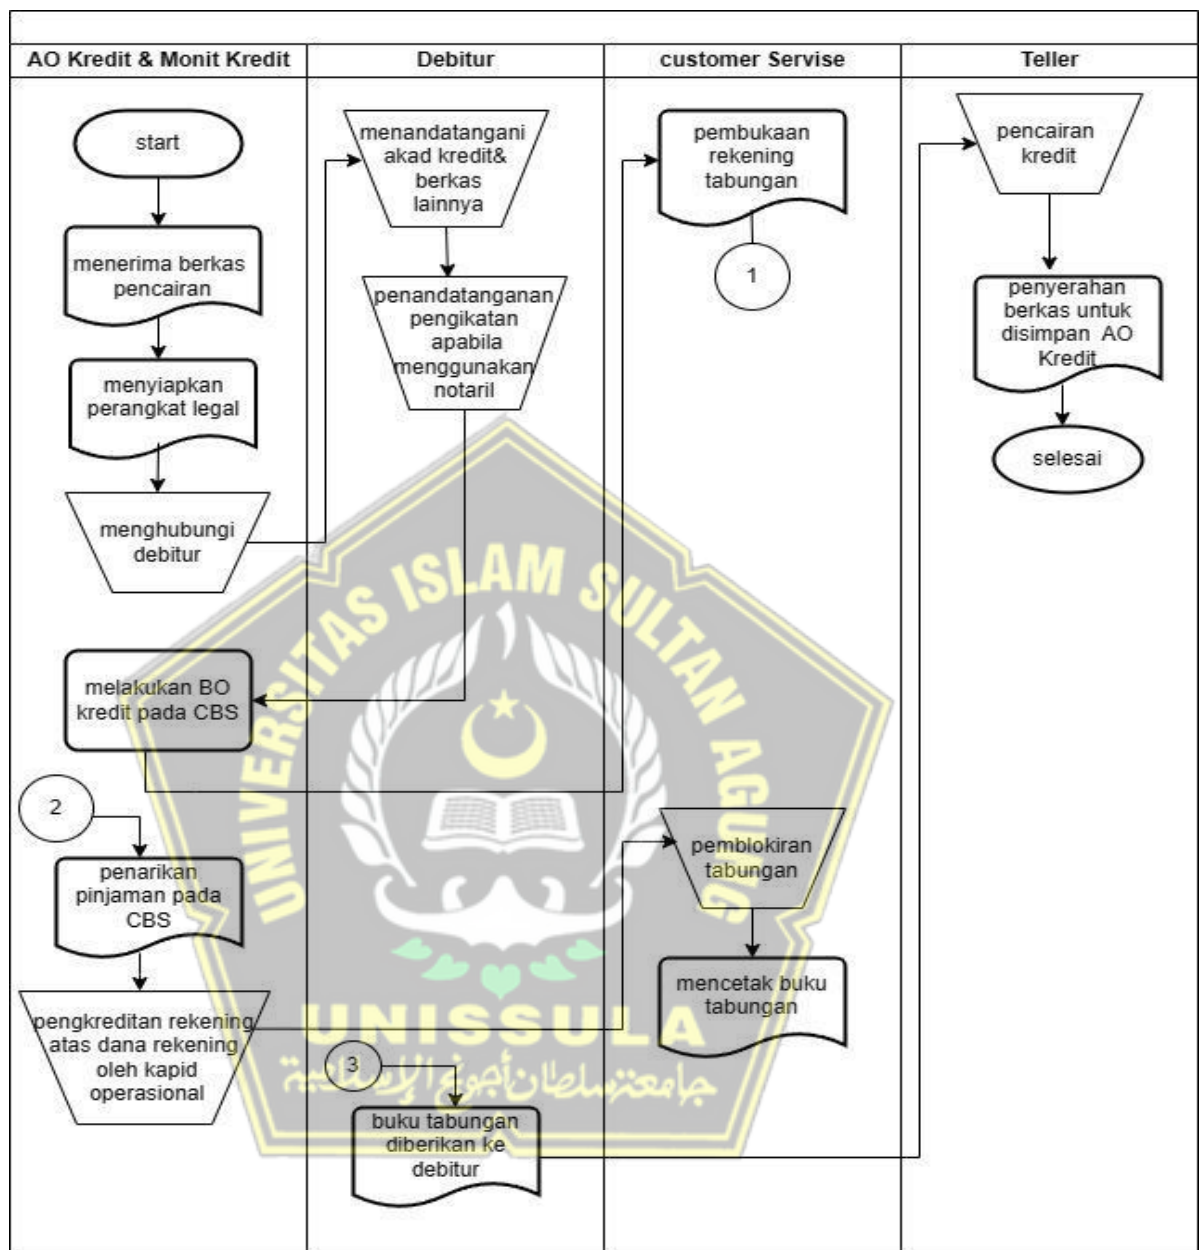 AO Kredit & Monit Kredit
Debitur
customer Servise
Teller
start
menerima berkas
pencairan
menyiapkan
perangkat legal
menghubungi
debitur
menandatangani
akad kredit&
berkas
lainnya
penandatanganan
pengikatan
apabila
menggunakan
notaril
melakukan BO
kredit pada CBS
pembukaan
rekening
tabungan
1
2
penarikan
pinjaman pada
CBS
pengkreditan rekening
atas dana rekening
oleh kapid
operasional
pemblokiran
tabungan
mencetak buku
tabungan
3
buku tabungan
diberikan ke
debitur
pencairan
kredit
penyerahan
berkas untuk
disimpan AO
Kredit
selesai
UNIVERSITAS ISLAM SULTAN AGUNG
UNISSULA
جامعتنسلطان أجونج الإسلامية